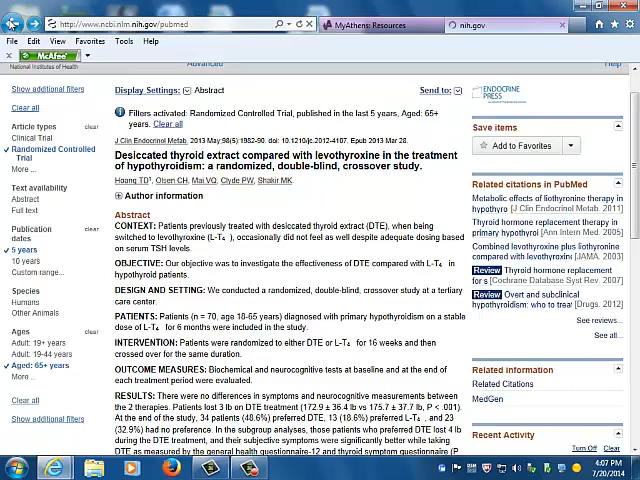 http://www.ncbi.nlm.nih.gov/pubmed
MyAthens: Resources
nih.gov
File Edit View Favorites Tools Help
McAfee
National Institutes of Health
Advanced
Help
Show additional filters
Clear all
Article types clear
Clinical Trial
Randomized Controlled
Trial
More ...
Text availability
Abstract
Full text
Publication
dates clear
5 years
10 years
Custom range...
Species
Humans
Other Animals
Ages clear
Adult: 19+ years
Adult: 19-44 years
Aged: 65+ years
More ...
Clear all
Show additional filters
Display Settings: Abstract
Send to:
Filters activated: Randomized Controlled Trial, published in the last 5 years, Aged: 65+
years. Clear all
J Clin Endocrinol Metab. 2013 May;98(5):1982-90. doi: 10.1210/jc.2012-4107. Epub 2013 Mar 28.
Desiccated thyroid extract compared with levothyroxine in the treatment
of hypothyroidism: a randomized, double-blind, crossover study.
Hoang TD1, Olsen CH, Mai VQ, Clyde PW, Shakir MK.
Author information
Abstract
CONTEXT: Patients previously treated with desiccated thyroid extract (DTE), when being
switched to levothyroxine (L-T₄ ), occasionally did not feel as well despite adequate dosing based
on serum TSH levels.
OBJECTIVE: Our objective was to investigate the effectiveness of DTE compared with L-T₄ in
hypothyroid patients.
DESIGN AND SETTING: We conducted a randomized, double-blind, crossover study at a tertiary
care center.
PATIENTS: Patients (n = 70, age 18-65 years) diagnosed with primary hypothyroidism on a stable
dose of L-T₄ for 6 months were included in the study.
INTERVENTION: Patients were randomized to either DTE or L-T₄ for 16 weeks and then
crossed over for the same duration.
OUTCOME MEASURES: Biochemical and neurocognitive tests at baseline and at the end of
each treatment period were evaluated.
RESULTS: There were no differences in symptoms and neurocognitive measurements between
the 2 therapies. Patients lost 3 lb on DTE treatment (172.9 ± 36.4 lb vs 175.7 ± 37.7 lb, P < .001).
At the end of the study, 34 patients (48.6%) preferred DTE, 13 (18.6%) preferred L-T₄ , and 23
(32.9%) had no preference. In the subgroup analyses, those patients who preferred DTE lost 4 lb
during the DTE treatment, and their subjective symptoms were significantly better while taking
DTE as measured by the general health questionnaire-12 and thyroid symptom questionnaire (P
ENDOCRINE
PRESS
Save items
Add to Favorites
Related citations in PubMed
Metabolic effects of liothyronine therapy in
hypothyro [J Clin Endocrinol Metab. 2011]
Thyroid hormone replacement therapy in
primary hypothyroi [Ann Intern Med. 2005]
Combined levothyroxine plus liothyronine
compared with levothyroxin [JAMA. 2003]
Review Thyroid hormone replacement
for s [Cochrane Database Syst Rev. 2007]
Review Overt and subclinical
hypothyroidism: who to trea [Drugs. 2012]
See reviews...
See all...
Related information
Related Citations
MedGen
Recent Activity
Turn Off Clear
4:07 PM
7/20/2014